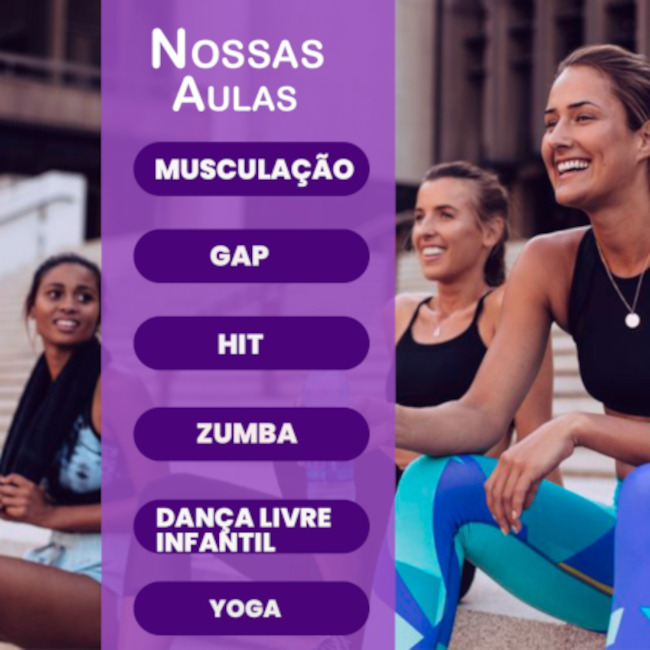 NOSSAS
AULAS
MUSCULAÇÃO
GAP
HIT
ZUMBA
DANÇA LIVRE
INFANTIL
YOGA